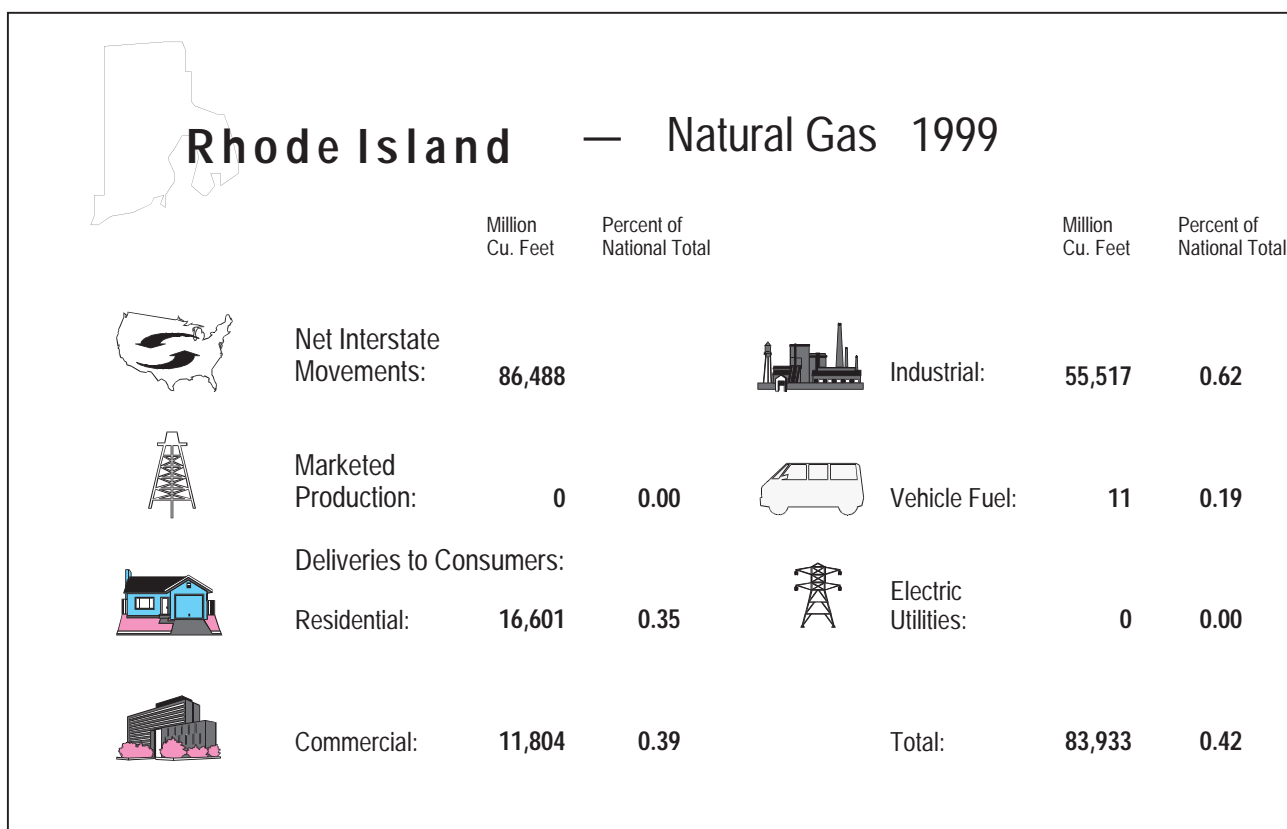 Rhode Island — Natural Gas 1999
Million Cu. Feet
Percent of National Total
Million Cu. Feet
Percent of National Total
Net Interstate
Movements: 86,488
Industrial: 55,517 0.62
Marketed
Production: 0 0.00
Vehicle Fuel: 11 0.19
Deliveries to Consumers:
Residential: 16,601 0.35
Electric
Utilities: 0 0.00
Commercial: 11,804 0.39
Total: 83,933 0.42